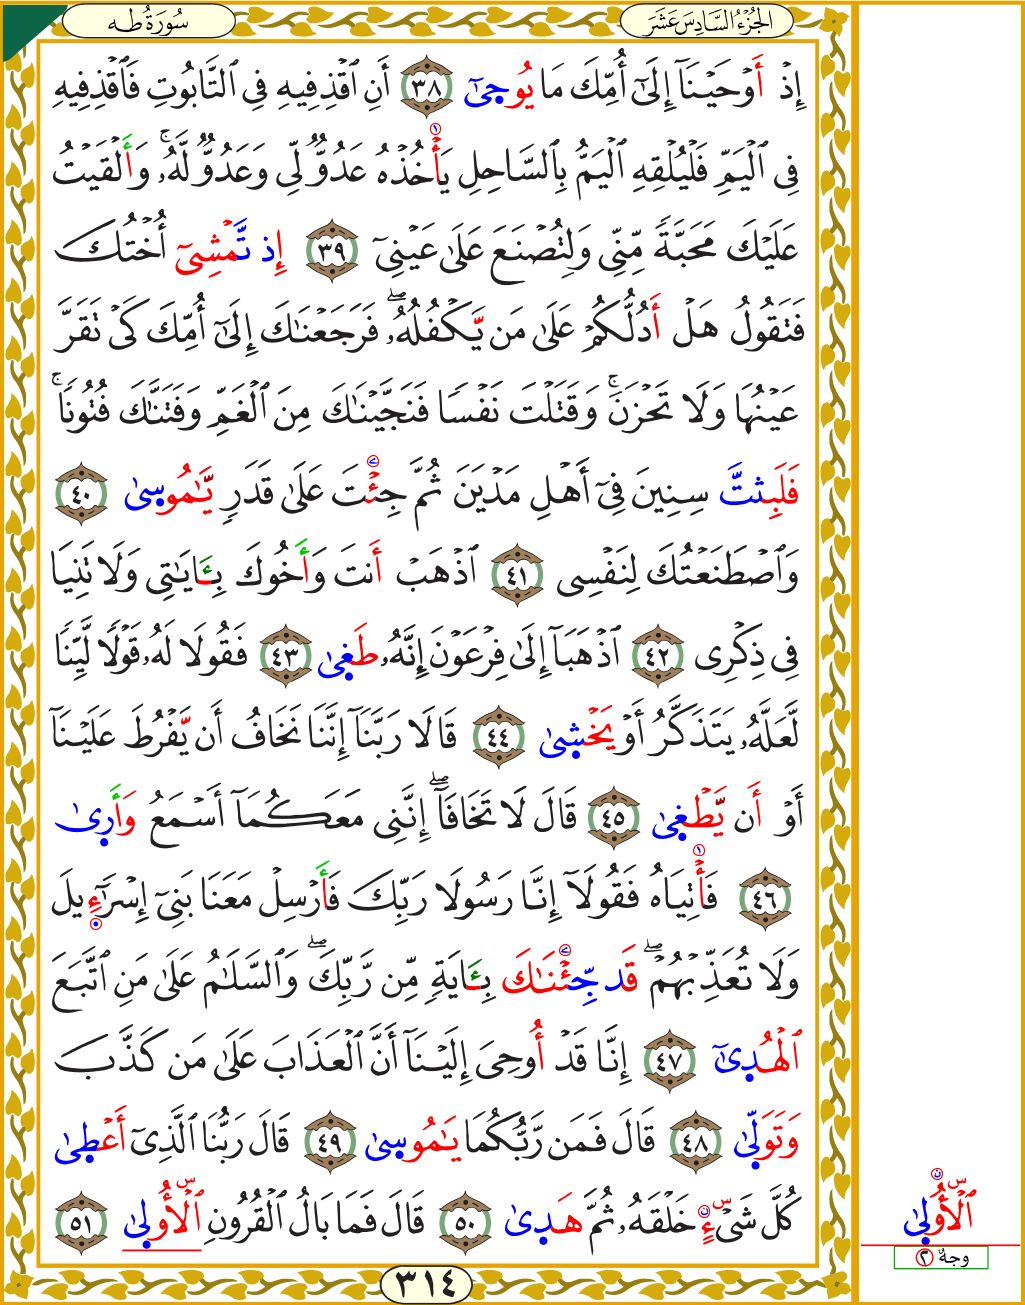 سُورَةُ طه
الجُزْءُ السَّادِسَ عَشَرَ
إِذْ أَوْحَيْنَآ إِلَىٰٓ أُمِّكَ مَا يُوحِىٰٓ ٣٨ أَنِ ٱقْذِفِيهِ فِى ٱلتَّابُوتِ فَٱقْذِفِيهِ
فِى ٱلْيَمِّ فَلْيُلْقِهِ ٱلْيَمُّ بِٱلسَّاحِلِ يَأْخُذْهُ عَدُوٌّ لِّى وَعَدُوٌّ لَّهُۥ ۚ وَأَلْقَيْتُ
عَلَيْكَ مَحَبَّةً مِّنِّى وَلِتُصْنَعَ عَلَىٰ عَيْنِىٓ ٣٩ إِذ تَّمْشِىٓ أُخْتُكَ
فَتَقُولُ هَلْ أَدُلُّكُمْ عَلَىٰ مَن يَكْفُلُهُۥ ۖ فَرَجَعْنَـٰكَ إِلَىٰٓ أُمِّكَ كَىْ تَقَرَّ
عَيْنُهَا وَلَا تَحْزَنَ ۚ وَقَتَلْتَ نَفْسًا فَنَجَّيْنَـٰكَ مِنَ ٱلْغَمِّ وَفَتَنَّـٰكَ فُتُونًا ۚ
فَلَبِثتَّ سِنِينَ فِىٓ أَهْلِ مَدْيَنَ ثُمَّ جِئْتَ عَلَىٰ قَدَرٍ يَـٰمُوسِىٰ ٤٠
وَٱصْطَنَعْتُكَ لِنَفْسِى ٤١ ٱذْهَبْ أَنتَ وَأَخُوكَ بِـَٔايَـٰتِى وَلَا تَنِيَا
فِى ذِكْرِى ٤٢ ٱذْهَبَآ إِلَىٰ فِرْعَوْنَ إِنَّهُۥ طَغِىٰ ٤٣ فَقُولَا لَهُۥ قَوْلًا لَّيِّنًا
لَّعَلَّهُۥ يَتَذَكَّرُ أَوْ يَخْشِىٰ ٤٤ قَالَا رَبَّنَآ إِنَّنَا نَخَافُ أَن يَفْرُطَ عَلَيْنَآ
أَوْ أَن يَطْغِىٰ ٤٥ قَالَ لَا تَخَافَآ ۖ إِنَّنِى مَعَكُمَآ أَسْمَعُ وَأَرِىٰ
٤٦ فَأْتِيَاهُ فَقُولَآ إِنَّا رَسُولَا رَبِّكَ فَأَرْسِلْ مَعَنَا بَنِىٓ إِسْرَٰٓءِيلَ
وَلَا تُعَذِّبْهُمْ ۖ قَد جِّئْنَـٰكَ بِـَٔايَةٍ مِّن رَّبِّكَ ۖ وَٱلسَّلَـٰمُ عَلَىٰ مَنِ ٱتَّبَعَ
ٱلْهُدِىٰٓ ٤٧ إِنَّا قَدْ أُوحِىَ إِلَيْنَآ أَنَّ ٱلْعَذَابَ عَلَىٰ مَن كَذَّبَ
وَتَوَلِّىٰ ٤٨ قَالَ فَمَن رَّبُّكُمَا يَـٰمُوسِىٰ ٤٩ قَالَ رَبُّنَا ٱلَّذِىٓ أَعْطِىٰ
كُلَّ شَىْءٍ خَلْقَهُۥ ثُمَّ هَدِىٰ ٥٠ قَالَ فَمَا بَالُ ٱلْقُرُونِ ٱلْأُولِىٰ ٥١
ٱلْأُولِىٰ
وجهٌ ٢
٣١٤